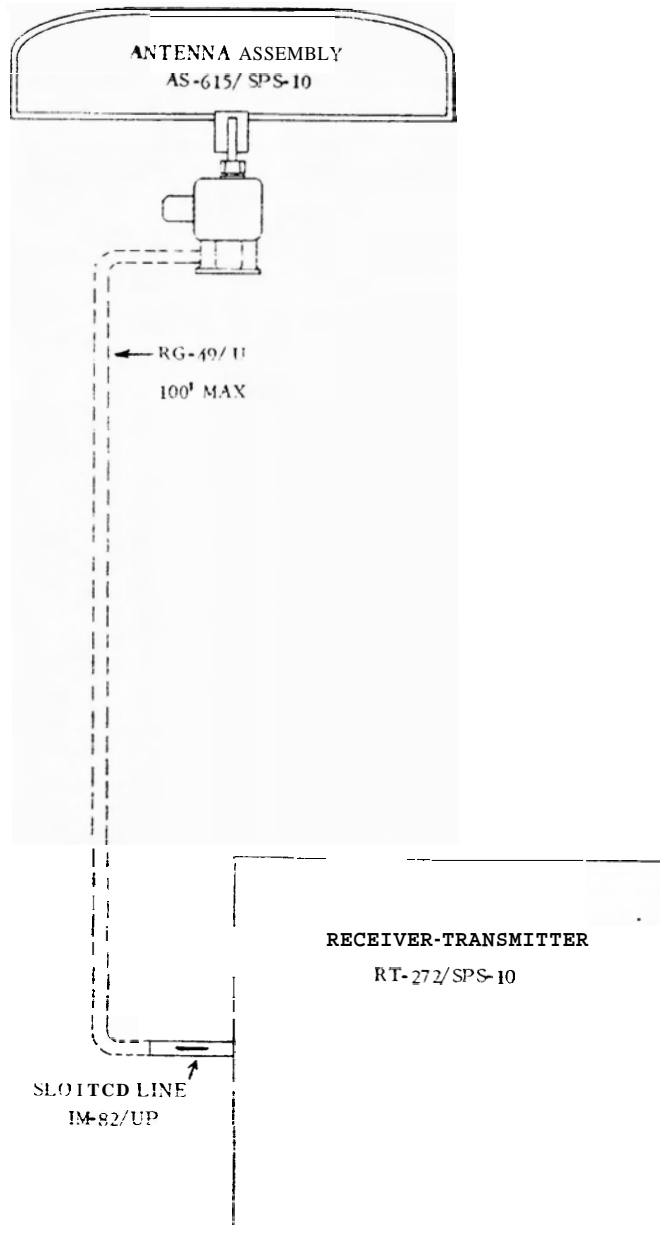 ANTENNA ASSEMBLY
AS-615/SPS-10
RG-49/U
100' MAX
RECEIVER-TRANSMITTER
RT-272/SPS-10
SLOITCD LINE
IM-82/UP